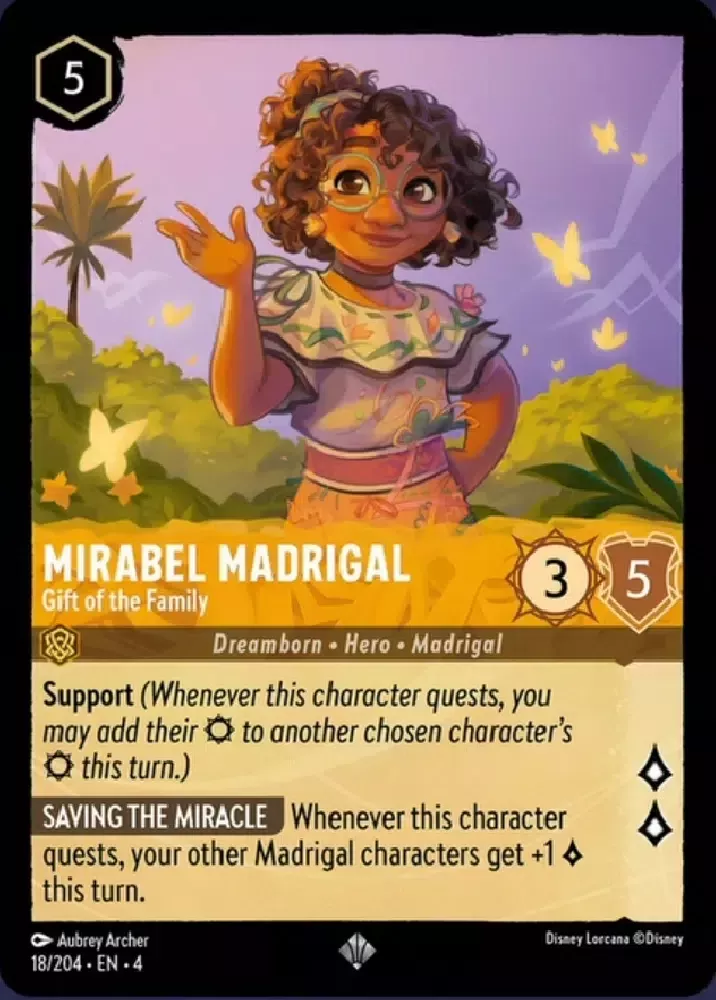 5
MIRABEL MADRIGAL
Gift of the Family
3
5
Dreamborn • Hero • Madrigal
Support (Whenever this character quests, you
may add their to another chosen character's
this turn.)
SAVING THE MIRACLE Whenever this character
quests, your other Madrigal characters get +1
this turn.
Aubrey Archer
Disney Lorcana ©Disney
18/204 • EN • 4